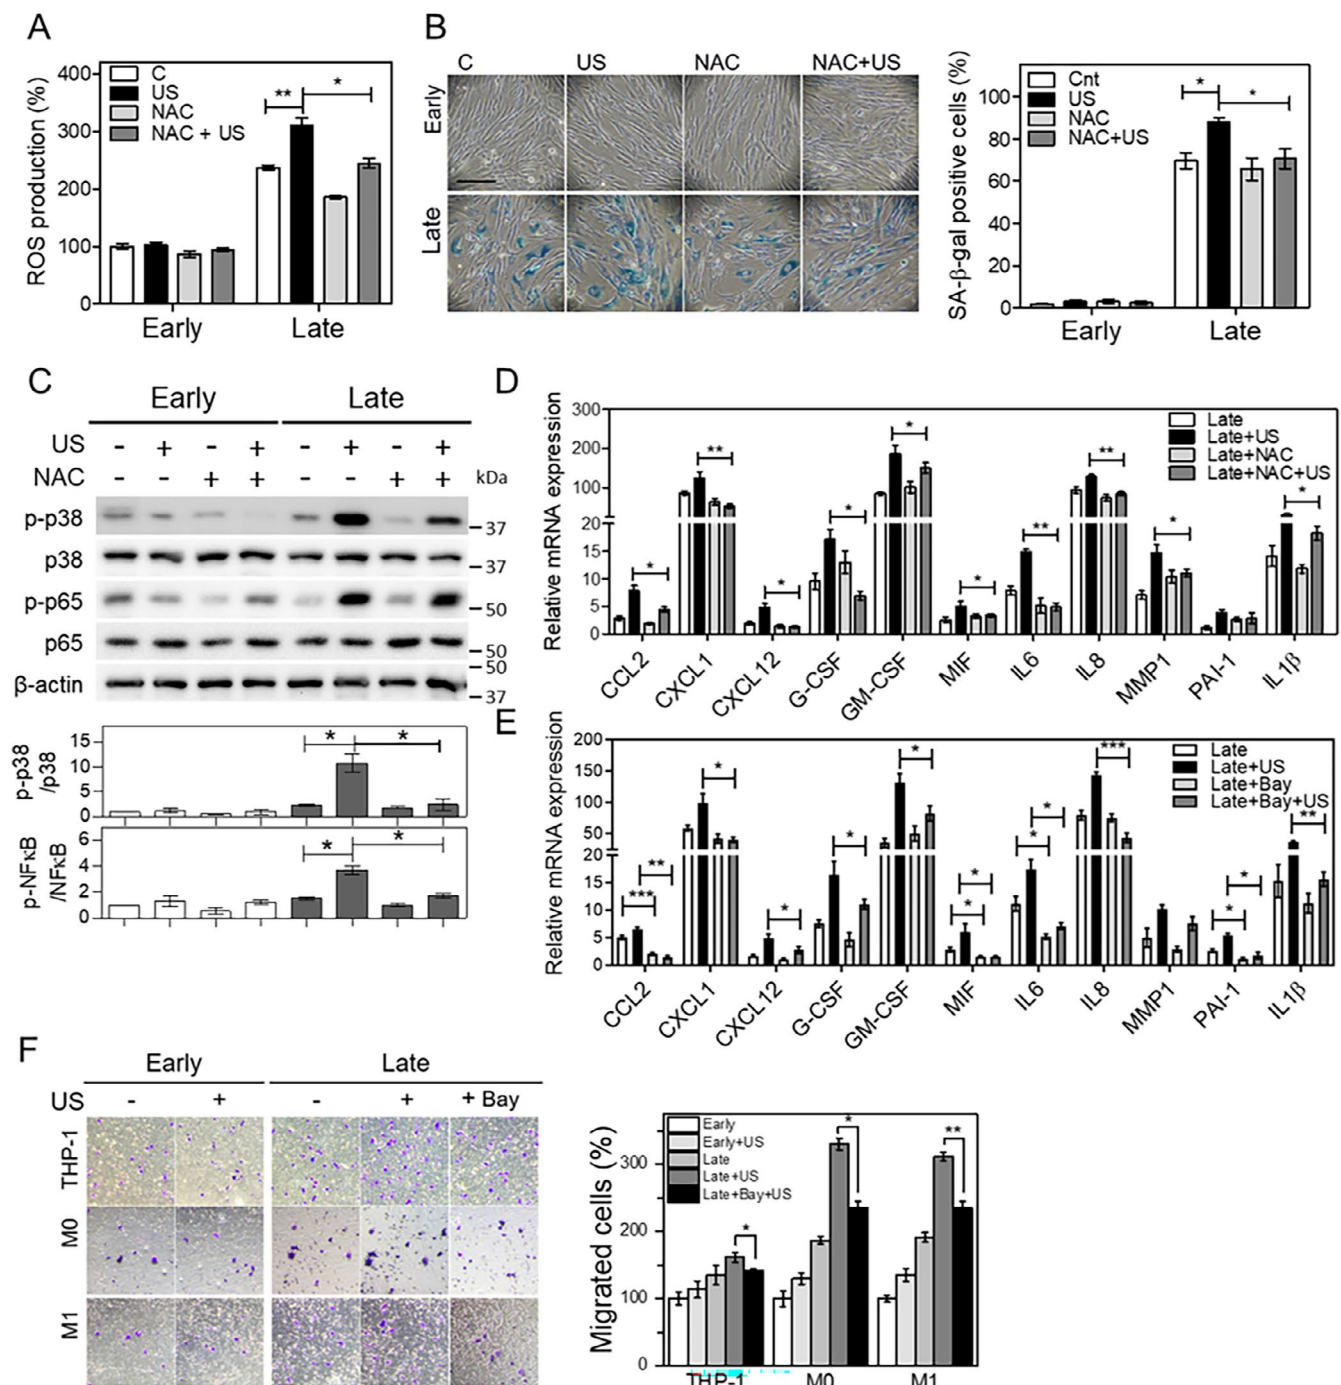 A
ROS production (%)
400
300
200
100
0
C
US
NAC
NAC + US
**
*
Early
Late
B
C
US
NAC
NAC+US
Early
Late
SA-β-gal positive cells (%)
100
80
60
40
20
0
Cnt
US
NAC
NAC+US
*
*
Early
Late
C
Early
Late
US - + - + - + - +
NAC - - + + - - + + kDa
p-p38
37
p38
37
p-p65
50
p65
50
50
β-actin
37
p-p38
/p38
15
10
5
0
*
*
p-NFκB
/NFκB
6
4
2
0
*
*
D
Relative mRNA expression
300
200
100
20
15
10
5
0
Late
Late+US
Late+NAC
Late+NAC+US
*
**
*
*
*
*
**
**
*
*
CCL2
CXCL1
CXCL12
G-CSF
GM-CSF
MIF
IL6
IL8
MMP1
PAI-1
IL1β
E
Relative mRNA expression
200
150
100
50
20
15
10
5
0
Late
Late+US
Late+Bay
Late+Bay+US
***
**
*
*
*
*
*
*
*
*
***
*
*
**
CCL2
CXCL1
CXCL12
G-CSF
GM-CSF
MIF
IL6
IL8
MMP1
PAI-1
IL1β
F
Early
Late
US - + - + + Bay
THP-1
M0
M1
Migrated cells (%)
300
200
100
0
Early
Early+US
Late
Late+US
Late+Bay+US
*
*
**
THP-1
M0
M1